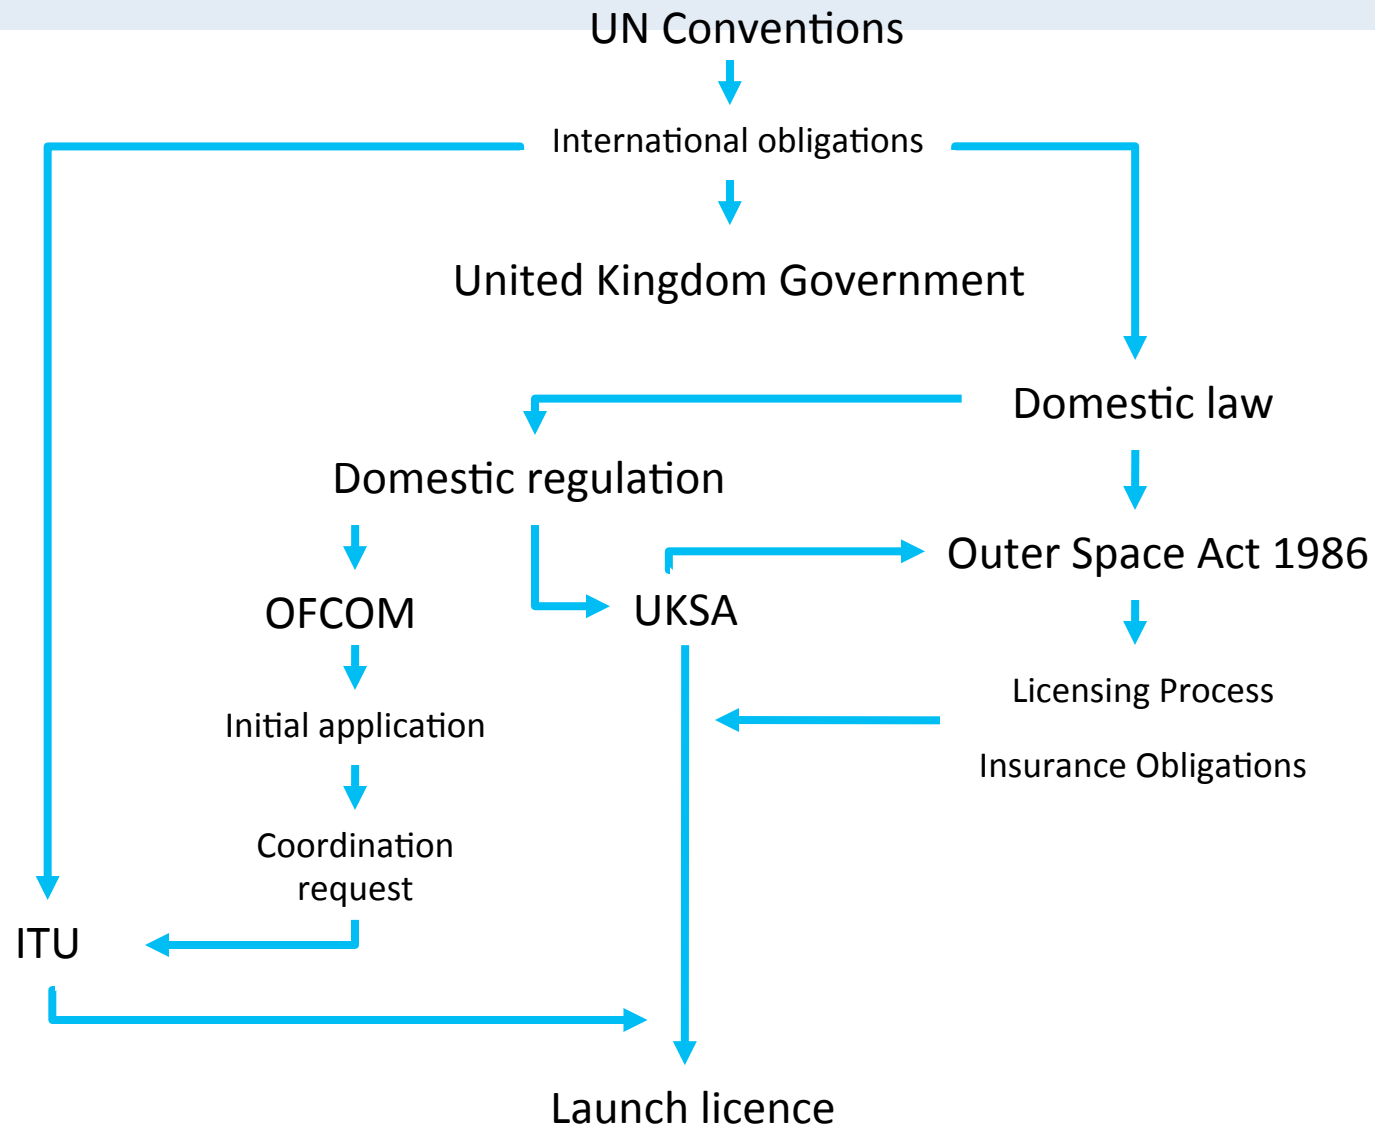 UN Conventions
International obligations
United Kingdom Government
Domestic law
Domestic regulation
Outer Space Act 1986
OFCOM
UKSA
Licensing Process
Initial application
Insurance Obligations
Coordination
request
ITU
Launch licence